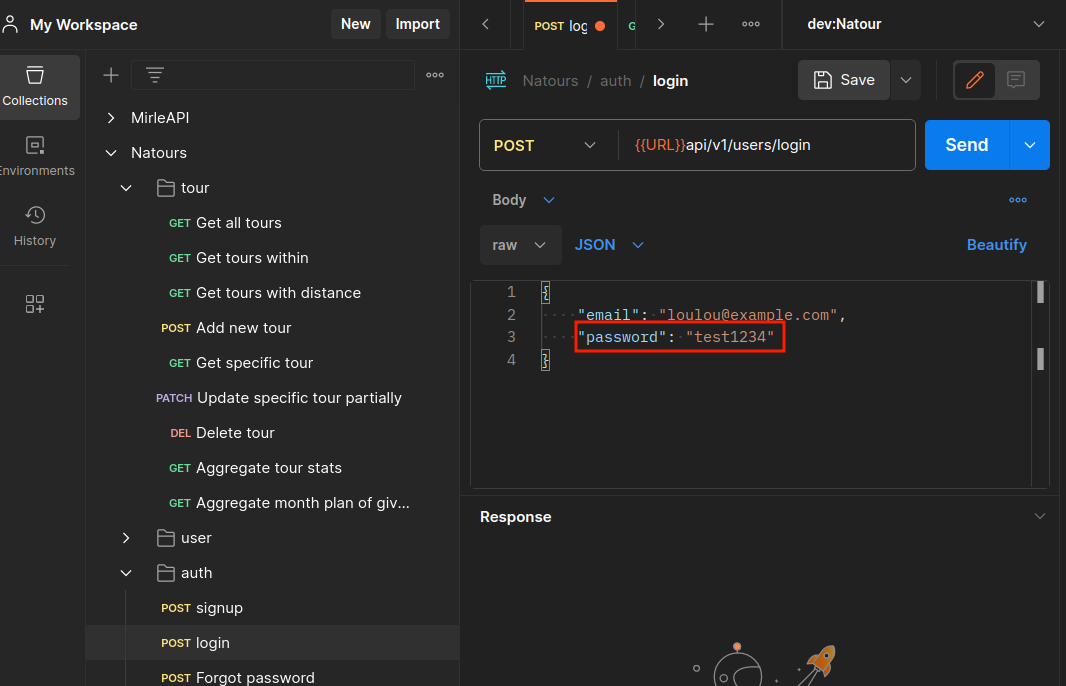 My Workspace
New
Import
Collections
Environments
History
MirleAPI
Natours
tour
GET Get all tours
GET Get tours within
GET Get tours with distance
POST Add new tour
GET Get specific tour
PATCH Update specific tour partially
DEL Delete tour
GET Aggregate tour stats
GET Aggregate month plan of giv...
user
auth
POST signup
POST login
POST Forgot password
POST log
G
dev:Natour
HTTP Natours / auth / login
Save
POST {{URL}}api/v1/users/login
Send
Body
raw JSON Beautify
1 {
2 "email": "loulou@example.com",
3 "password": "test1234"
4 }
Response